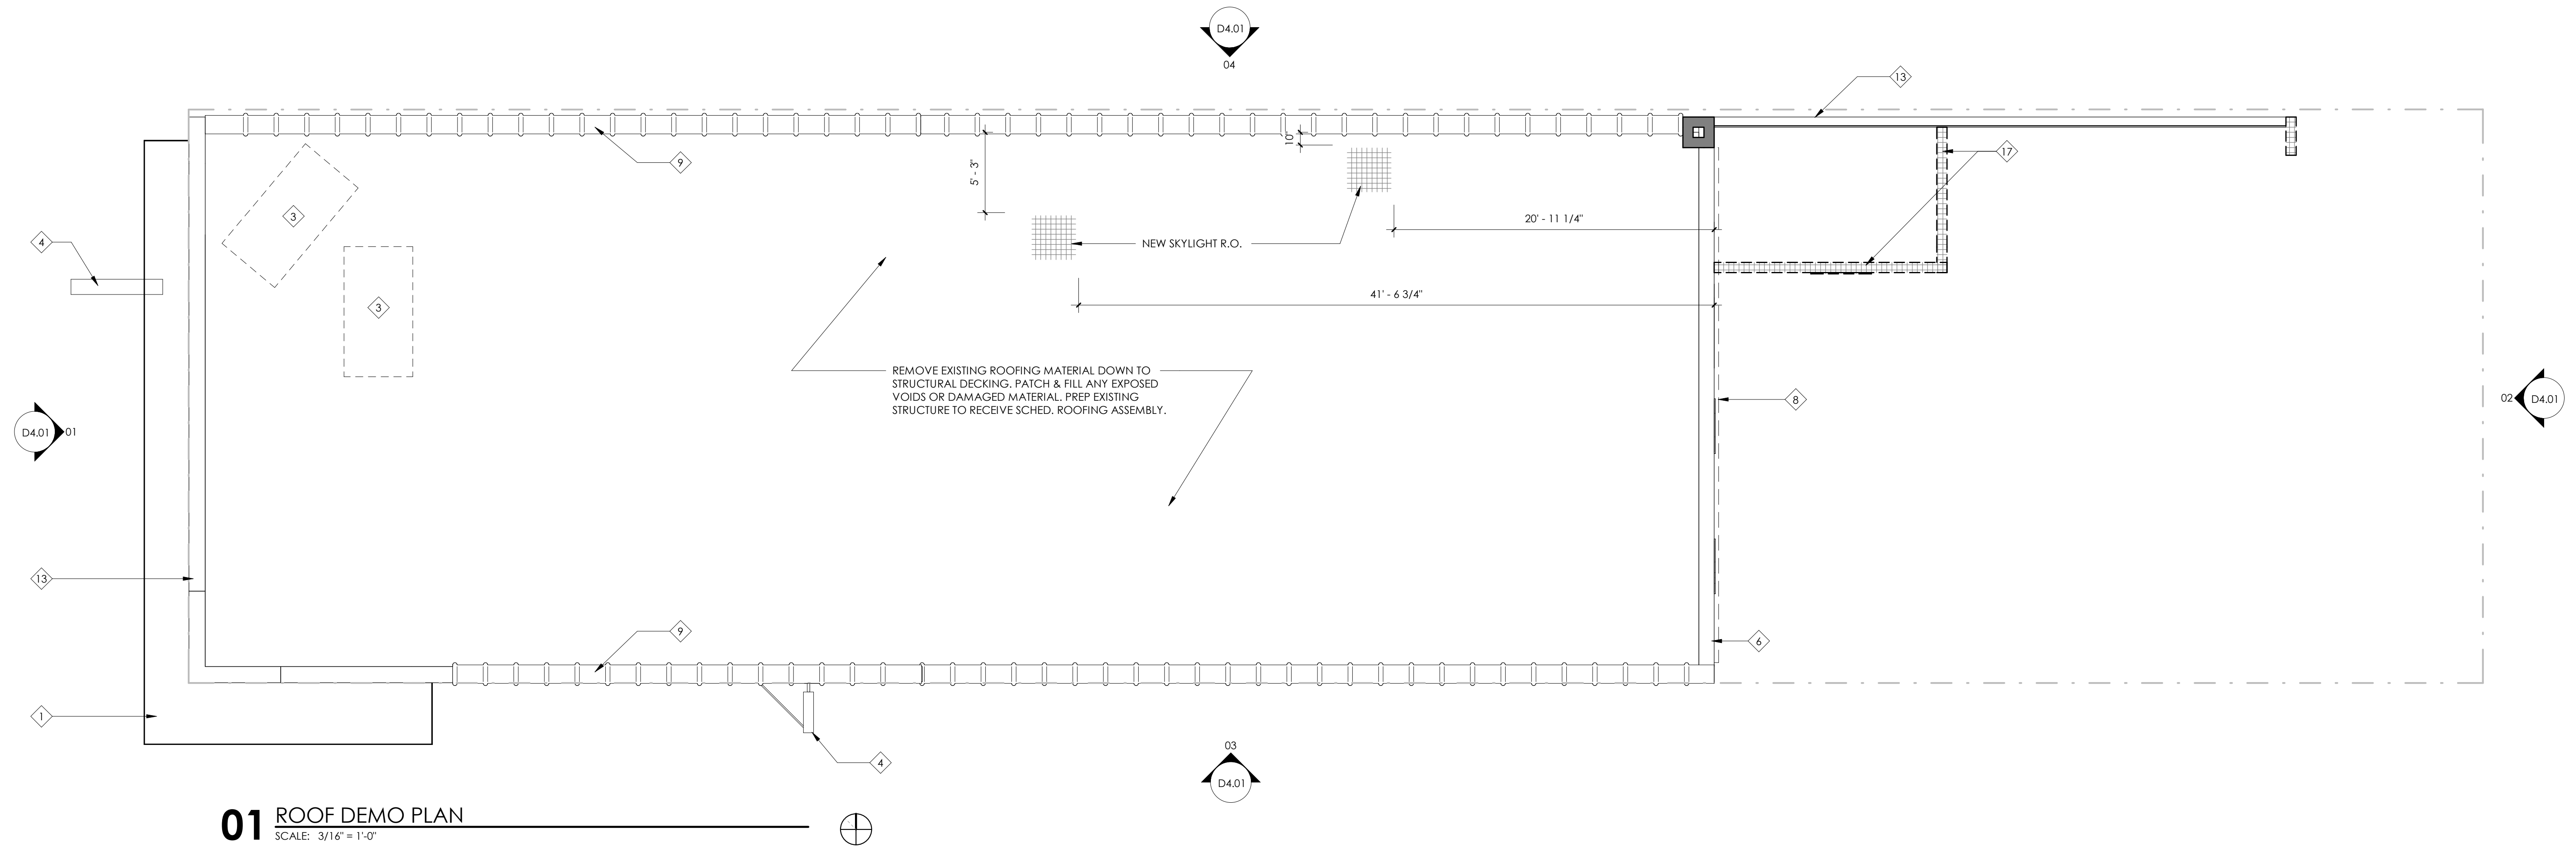 D4.01
04
13
9
17
10"
5' - 3"
3
20' - 11 1/4"
4
NEW SKYLIGHT R.O.
41' - 6 3/4"
3
REMOVE EXISTING ROOFING MATERIAL DOWN TO
STRUCTURAL DECKING. PATCH & FILL ANY EXPOSED
VOIDS OR DAMAGED MATERIAL. PREP EXISTING
STRUCTURE TO RECEIVE SCHED. ROOFING ASSEMBLY.
8
02 D4.01
D4.01 01
13
9
6
1
03
4
D4.01
01 ROOF DEMO PLAN
SCALE: 3/16" = 1'-0"